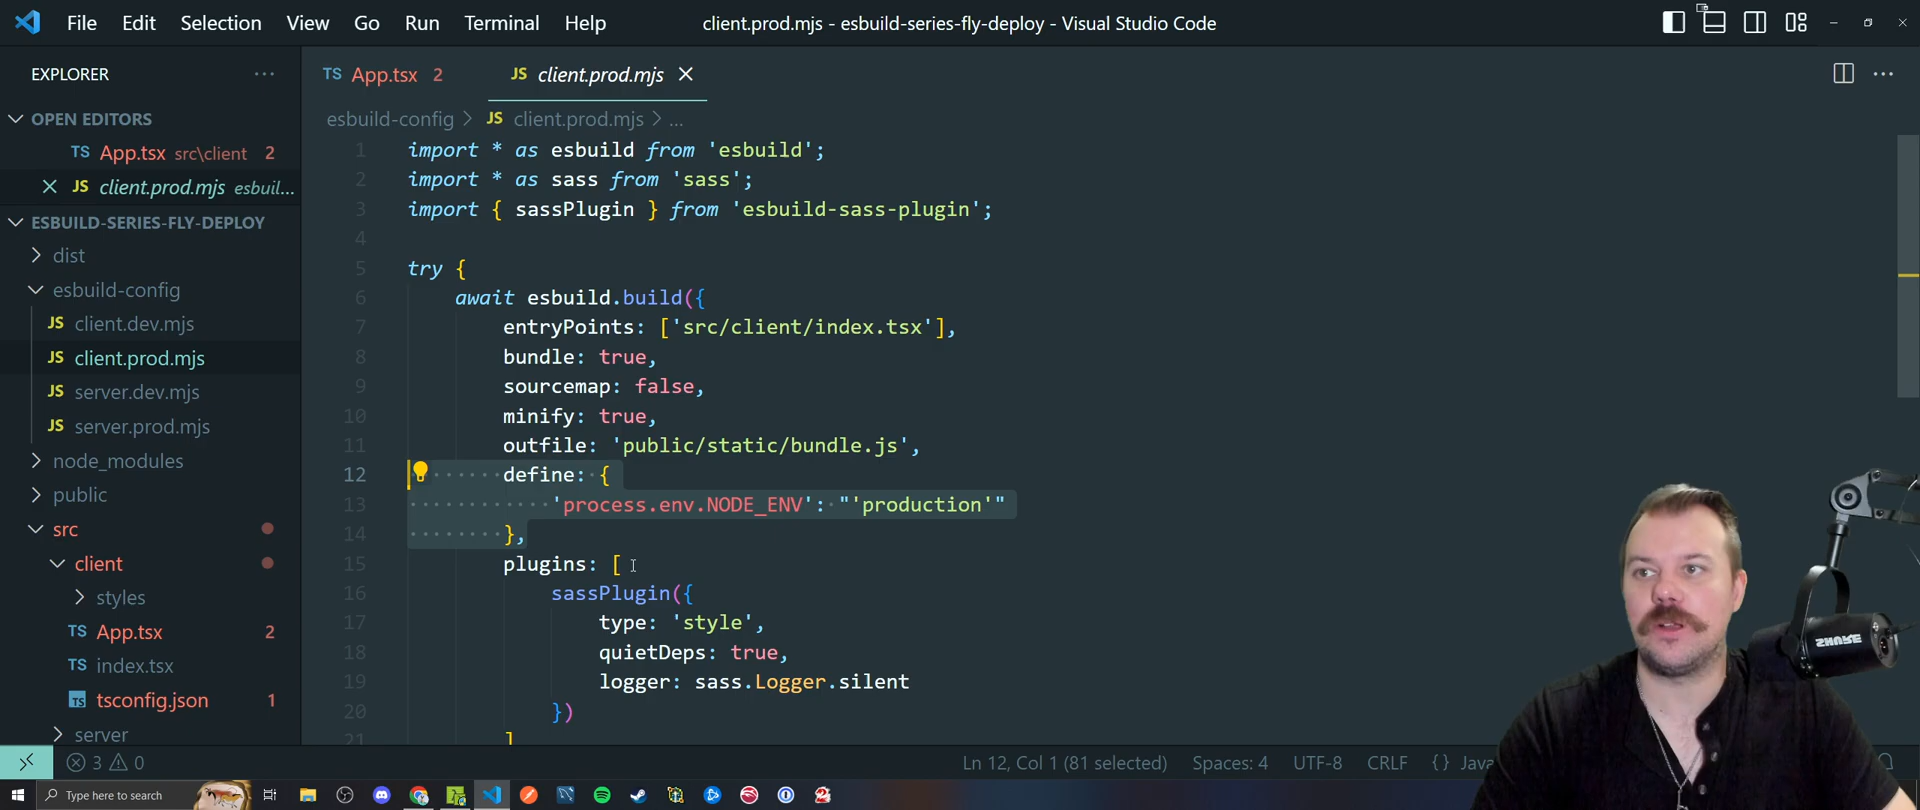 File Edit Selection View Go Run Terminal Help client.prod.mjs - esbuild-series-fly-deploy - Visual Studio Code
EXPLORER ...
TS App.tsx 2 JS client.prod.mjs
OPEN EDITORS
TS App.tsx src\client 2
JS client.prod.mjs esbuil...
ESBUILD-SERIES-FLY-DEPLOY
dist
esbuild-config
JS client.dev.mjs
JS client.prod.mjs
JS server.dev.mjs
JS server.prod.mjs
node_modules
public
src
client
styles
TS App.tsx 2
TS index.tsx
TS tsconfig.json 1
server
esbuild-config > JS client.prod.mjs > ...
1 import * as esbuild from 'esbuild';
2 import * as sass from 'sass';
3 import { sassPlugin } from 'esbuild-sass-plugin';
4
5 try {
6 await esbuild.build({
7 entryPoints: ['src/client/index.tsx'],
8 bundle: true,
9 sourcemap: false,
10 minify: true,
11 outfile: 'public/static/bundle.js',
12 define: {
13 'process.env.NODE_ENV': "'production'"
14 },
15 plugins: [
16 sassPlugin({
17 type: 'style',
18 quietDeps: true,
19 logger: sass.Logger.silent
20 })
21 ]
3 0 Ln 12, Col 1 (81 selected) Spaces: 4 UTF-8 CRLF {} Java
Type here to search
SHURE